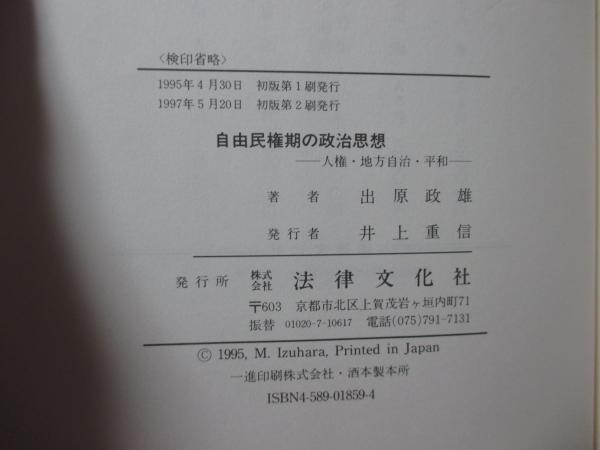 〈検印省略〉
1995年4月30日 初版第1刷発行
1997年5月20日 初版第2刷発行
自由民権期の政治思想
――人権・地方自治・平和――
著者 出原政雄
発行者 井上重信
発行所 株式会社 法律文化社
〒603 京都市北区上賀茂岩ヶ垣内町71
振替 01020-7-10617 電話(075)791-7131
© 1995, M. Izuhara, Printed in Japan
一進印刷株式会社・酒本製本所
ISBN4-589-01859-4